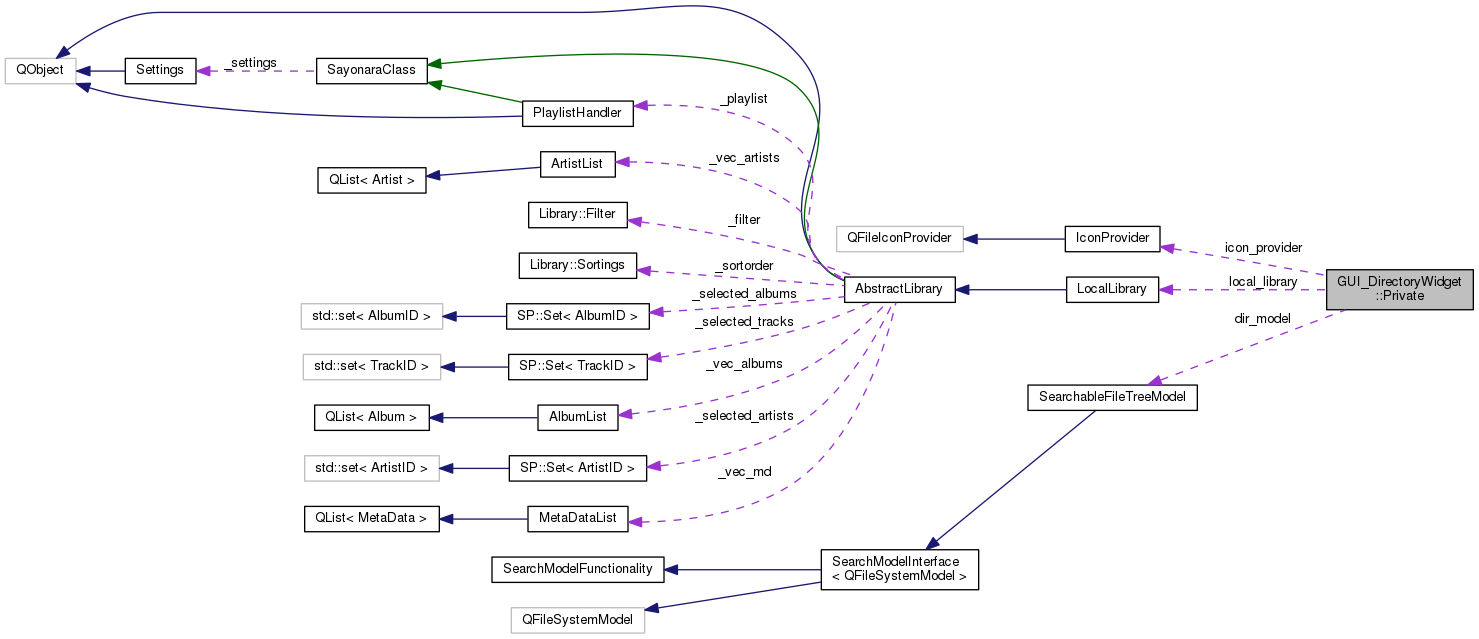 QObject
Settings
_settings
SayonaraClass
PlaylistHandler
_playlist
ArtistList
_vec_artists
QList< Artist >
Library::Filter
_filter
Library::Sortings
_sortorder
std::set< AlbumID >
SP::Set< AlbumID >
_selected_albums
std::set< TrackID >
SP::Set< TrackID >
_selected_tracks
QList< Album >
AlbumList
_vec_albums
std::set< ArtistID >
SP::Set< ArtistID >
_selected_artists
QList< MetaData >
MetaDataList
_vec_md
AbstractLibrary
QFileIconProvider
IconProvider
icon_provider
LocalLibrary
local_library
GUI_DirectoryWidget
::Private
dir_model
SearchableFileTreeModel
SearchModelInterface
< QFileSystemModel >
SearchModelFunctionality
QFileSystemModel